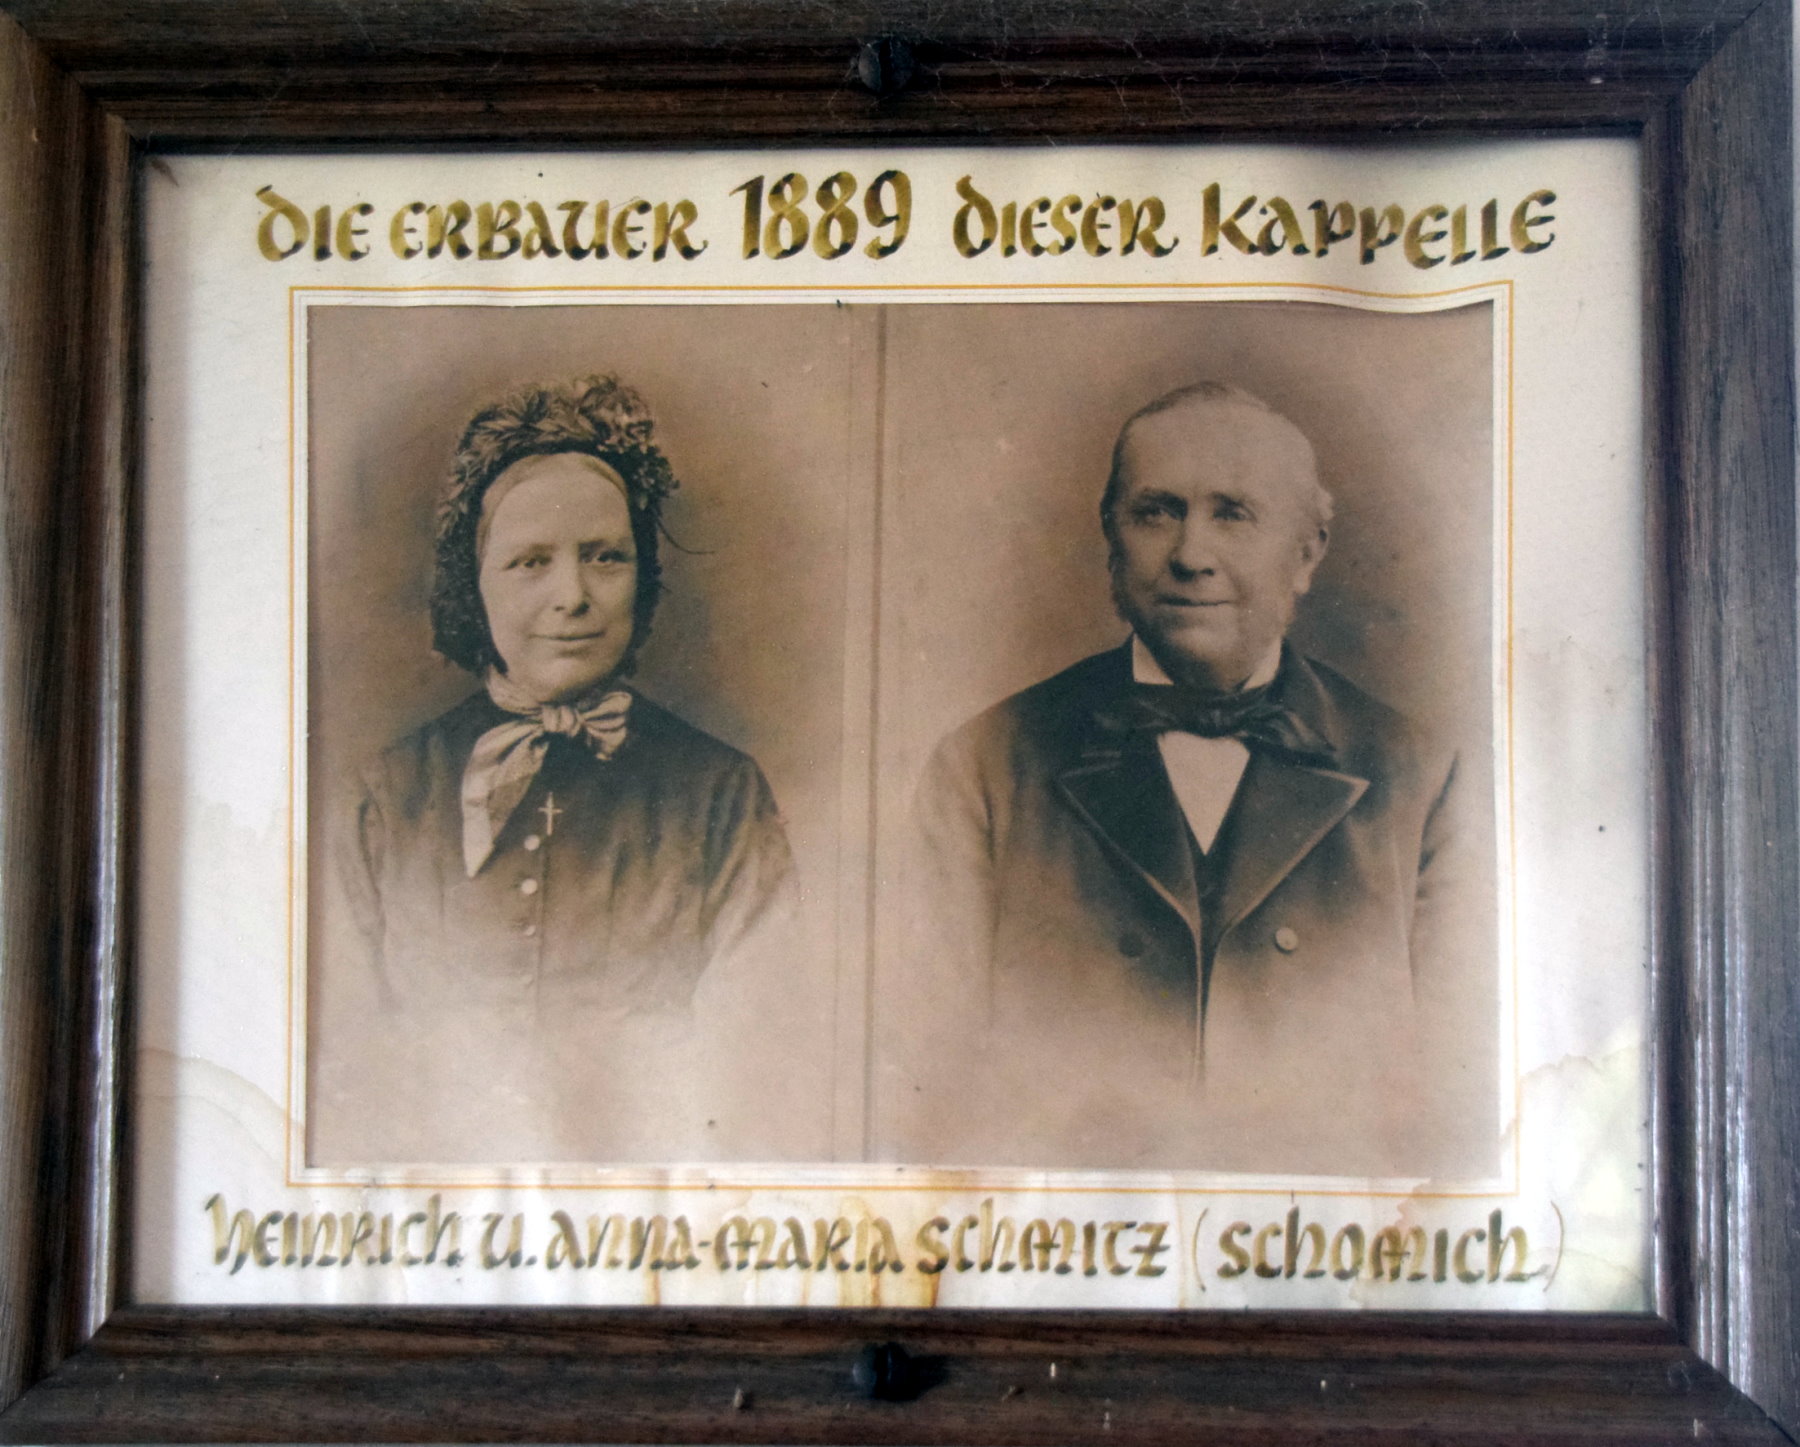 DIE ERBAUER 1889 DIESER KAPPELLE
HEINRICH U. ANNA-MARIA SCHMITZ (SCHOMICH)